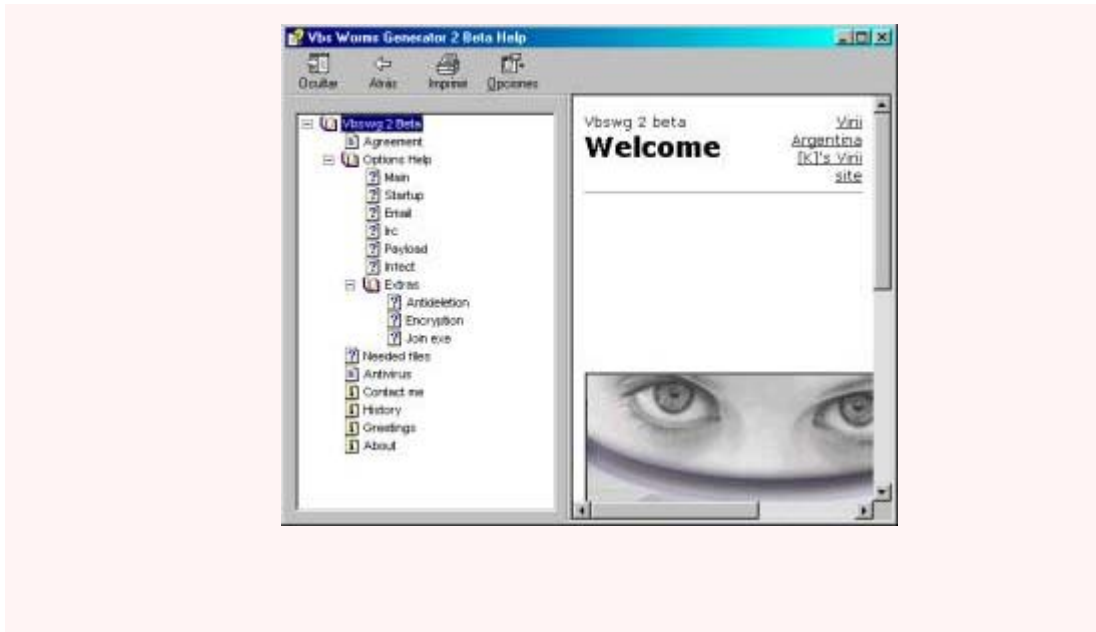 Vbs Worms Generator 2 Beta Help
Ocultar Atrás Imprimir Opciones
Vbswg 2 Beta
Agreement
Options Help
Main
Startup
Email
Irc
Payload
Infect
Extras
Antideletion
Encryption
Join exe
Needed files
Antivirus
Contact me
History
Greetings
About
Vbswg 2 beta
Welcome
Virii
Argentina
[K]'s Virii
site